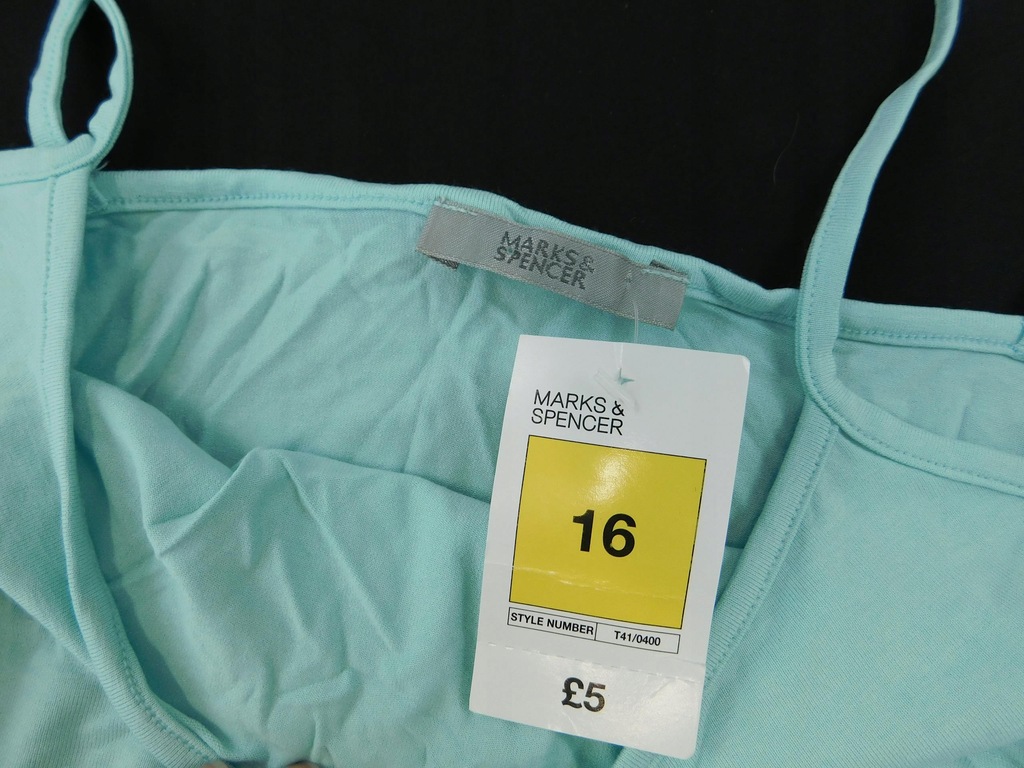 MARKS &
SPENCER
MARKS &
SPENCER
16
STYLE NUMBER T41/0400
£5